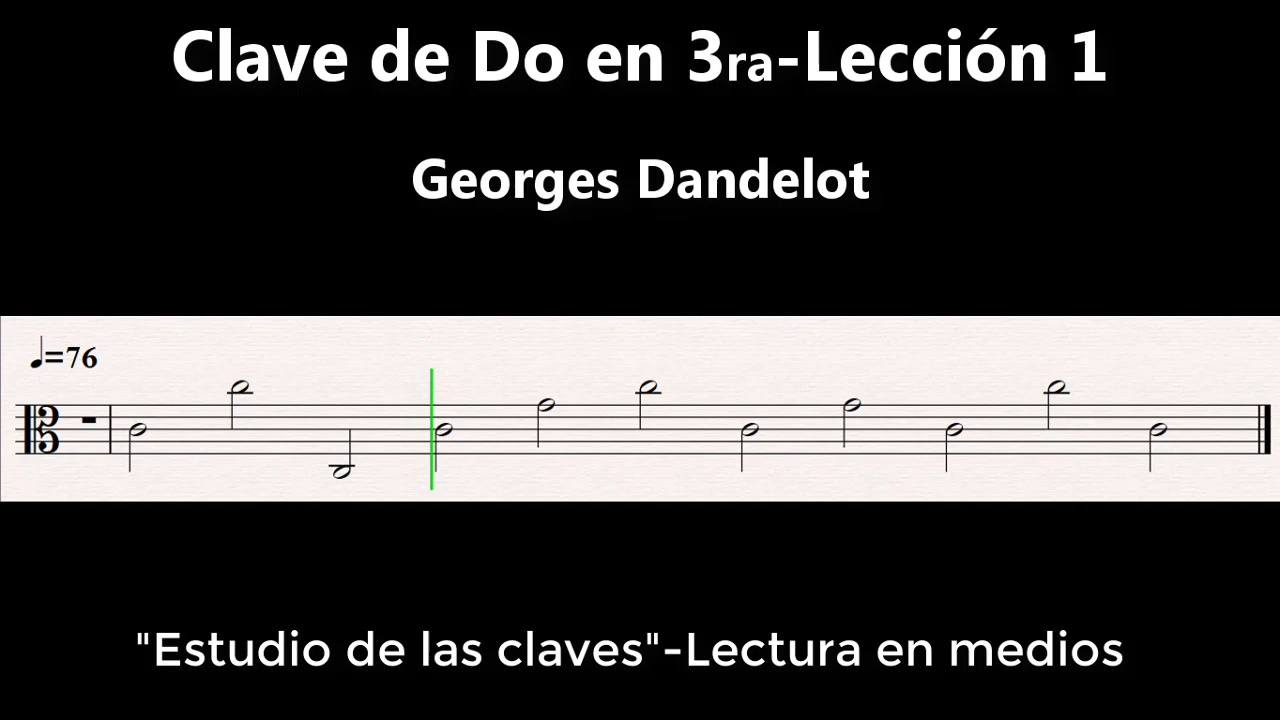 Clave de Do en 3ra-Lección 1
Georges Dandelot
♩=76
"Estudio de las claves"-Lectura en medios